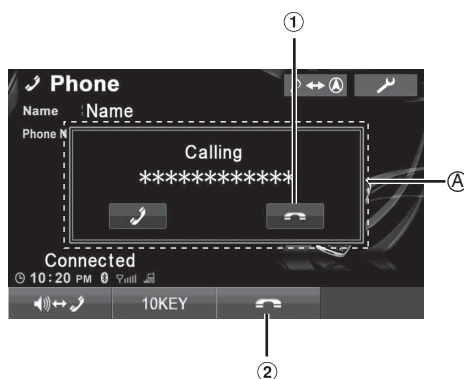 ①
Phone
Name :Name
Phone N
Calling
************
Ⓐ
Connected
10:20 PM
10KEY
②